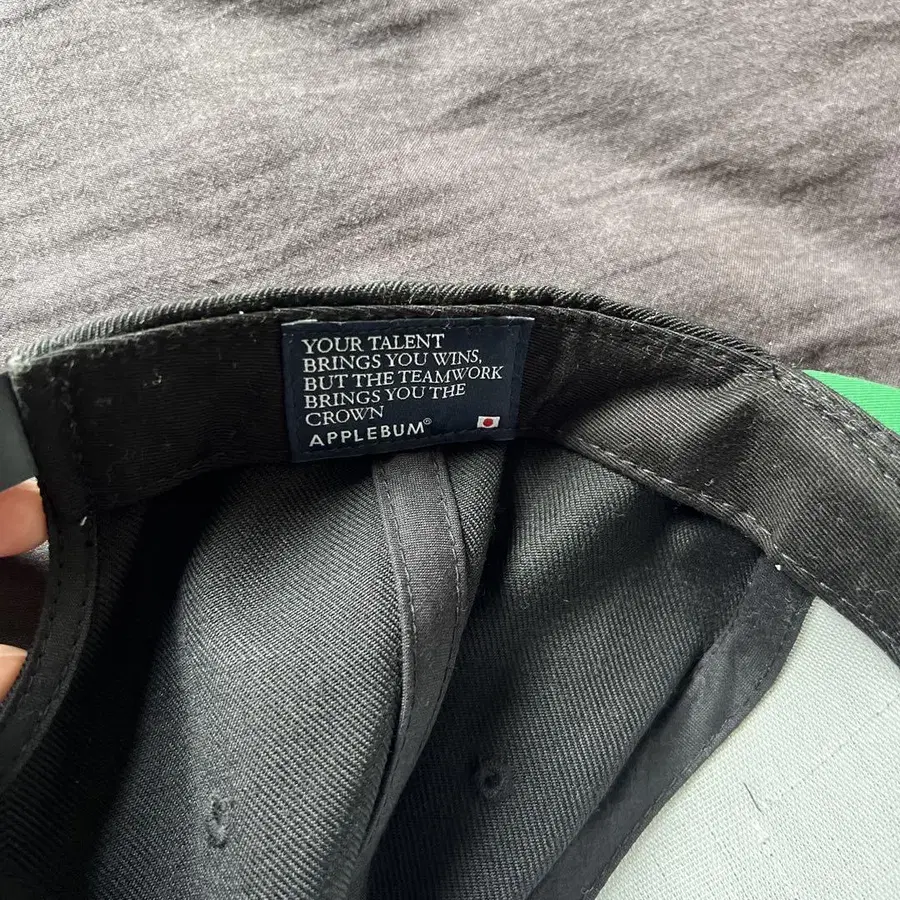 YOUR TALENT
BRINGS YOU WINS,
BUT THE TEAMWORK
BRINGS YOU THE
CROWN
APPLEBUM®